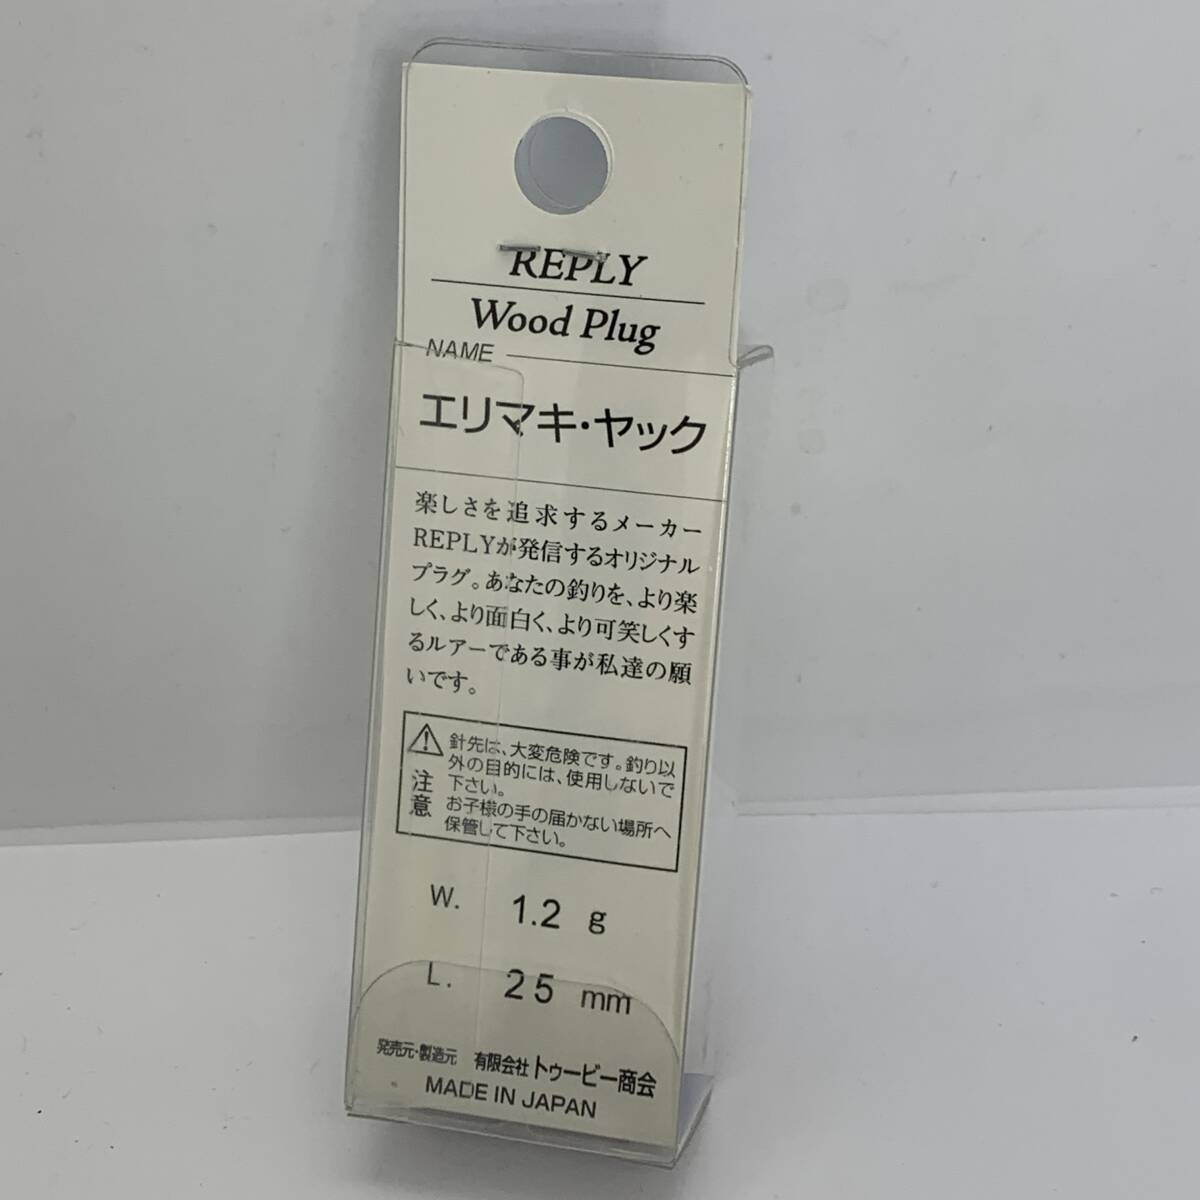 REPLY
Wood Plug
NAME
エリマキ・ヤック
楽しさを追求するメーカー
REPLYが発信するオリジナル
プラグ。あなたの釣りを、より楽
しく、より面白く、より可笑しくす
るルアーである事が私達の願
いです。
注意
針先は、大変危険です。釣り以
外の目的には、使用しないで
下さい。
お子様の手の届かない場所へ
保管して下さい。
W. 1.2 g
L. 25 mm
発売元・製造元 有限会社 トゥービー商会
MADE IN JAPAN